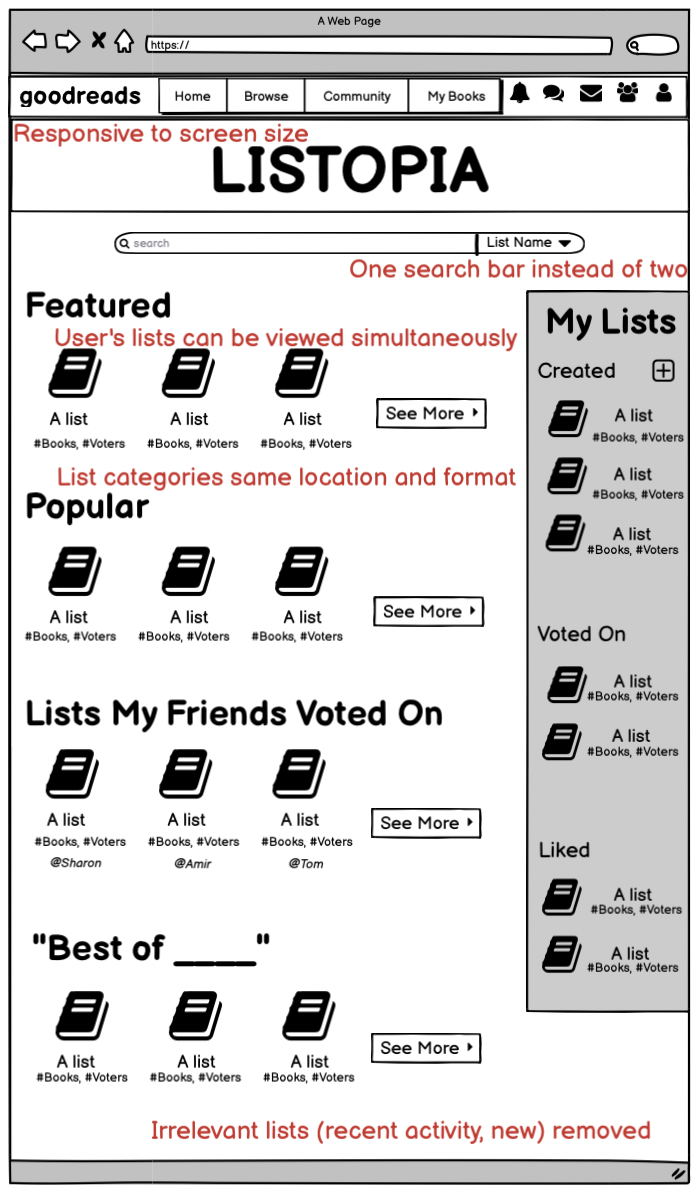 A Web Page
https://
goodreads
Home Browse Community My Books
Responsive to screen size
LISTOPIA
search
List Name
One search bar instead of two
Featured
User's lists can be viewed simultaneously
A list A list A list
#Books, #Voters #Books, #Voters #Books, #Voters
See More
List categories same location and format
Popular
A list A list A list
#Books, #Voters #Books, #Voters #Books, #Voters
See More
Lists My Friends Voted On
A list A list A list
#Books, #Voters #Books, #Voters #Books, #Voters
@Sharon @Amir @Tom
See More
"Best of ____"
A list A list A list
#Books, #Voters #Books, #Voters #Books, #Voters
See More
My Lists
Created
A list
#Books, #Voters
A list
#Books, #Voters
A list
#Books, #Voters
Voted On
A list
#Books, #Voters
A list
#Books, #Voters
Liked
A list
#Books, #Voters
A list
#Books, #Voters
Irrelevant lists (recent activity, new) removed